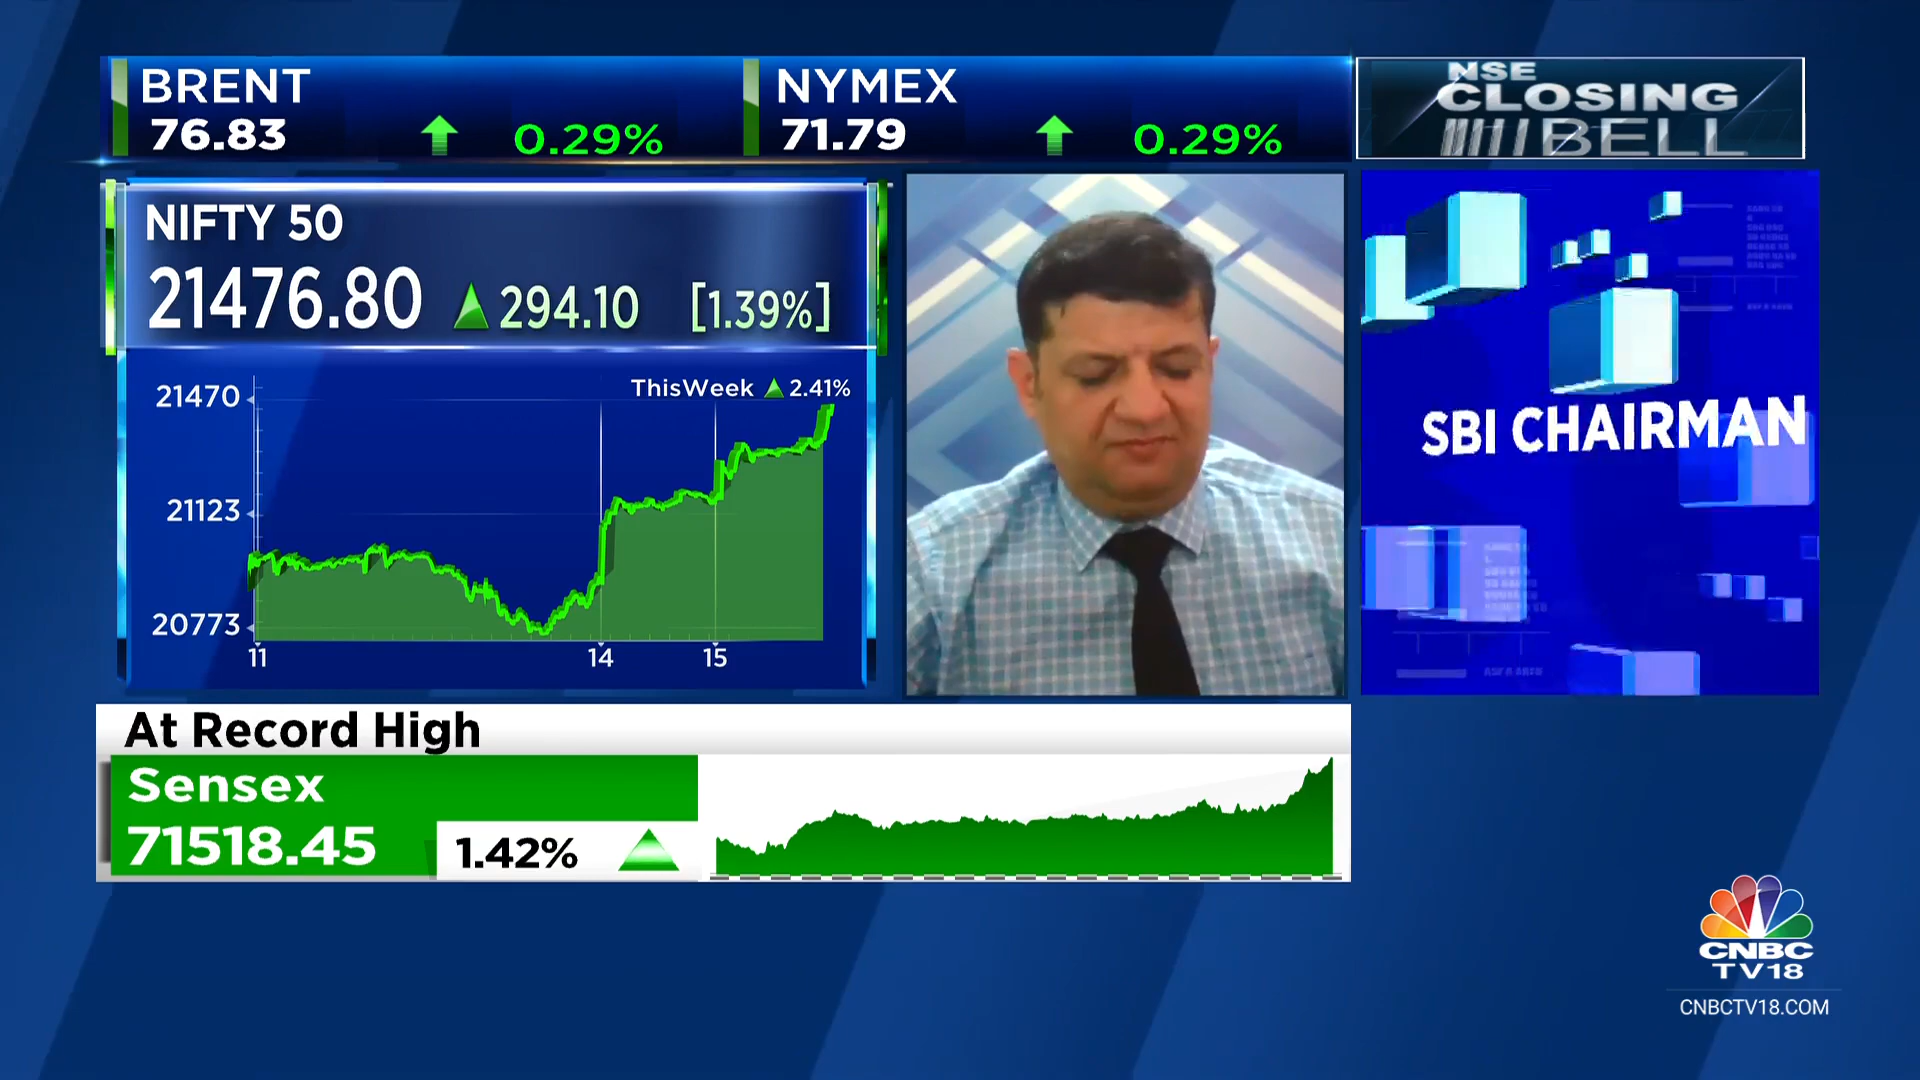 BRENT
76.83
0.29%
NYMEX
71.79
0.29%
NSE
CLOSING
BELL
NIFTY 50
21476.80
294.10
[1.39%]
ThisWeek
2.41%
21470
21123
20773
11
14
15
SBI CHAIRMAN
At Record High
Sensex
71518.45
1.42%
CNBC
TV18
CNBCTV18.COM